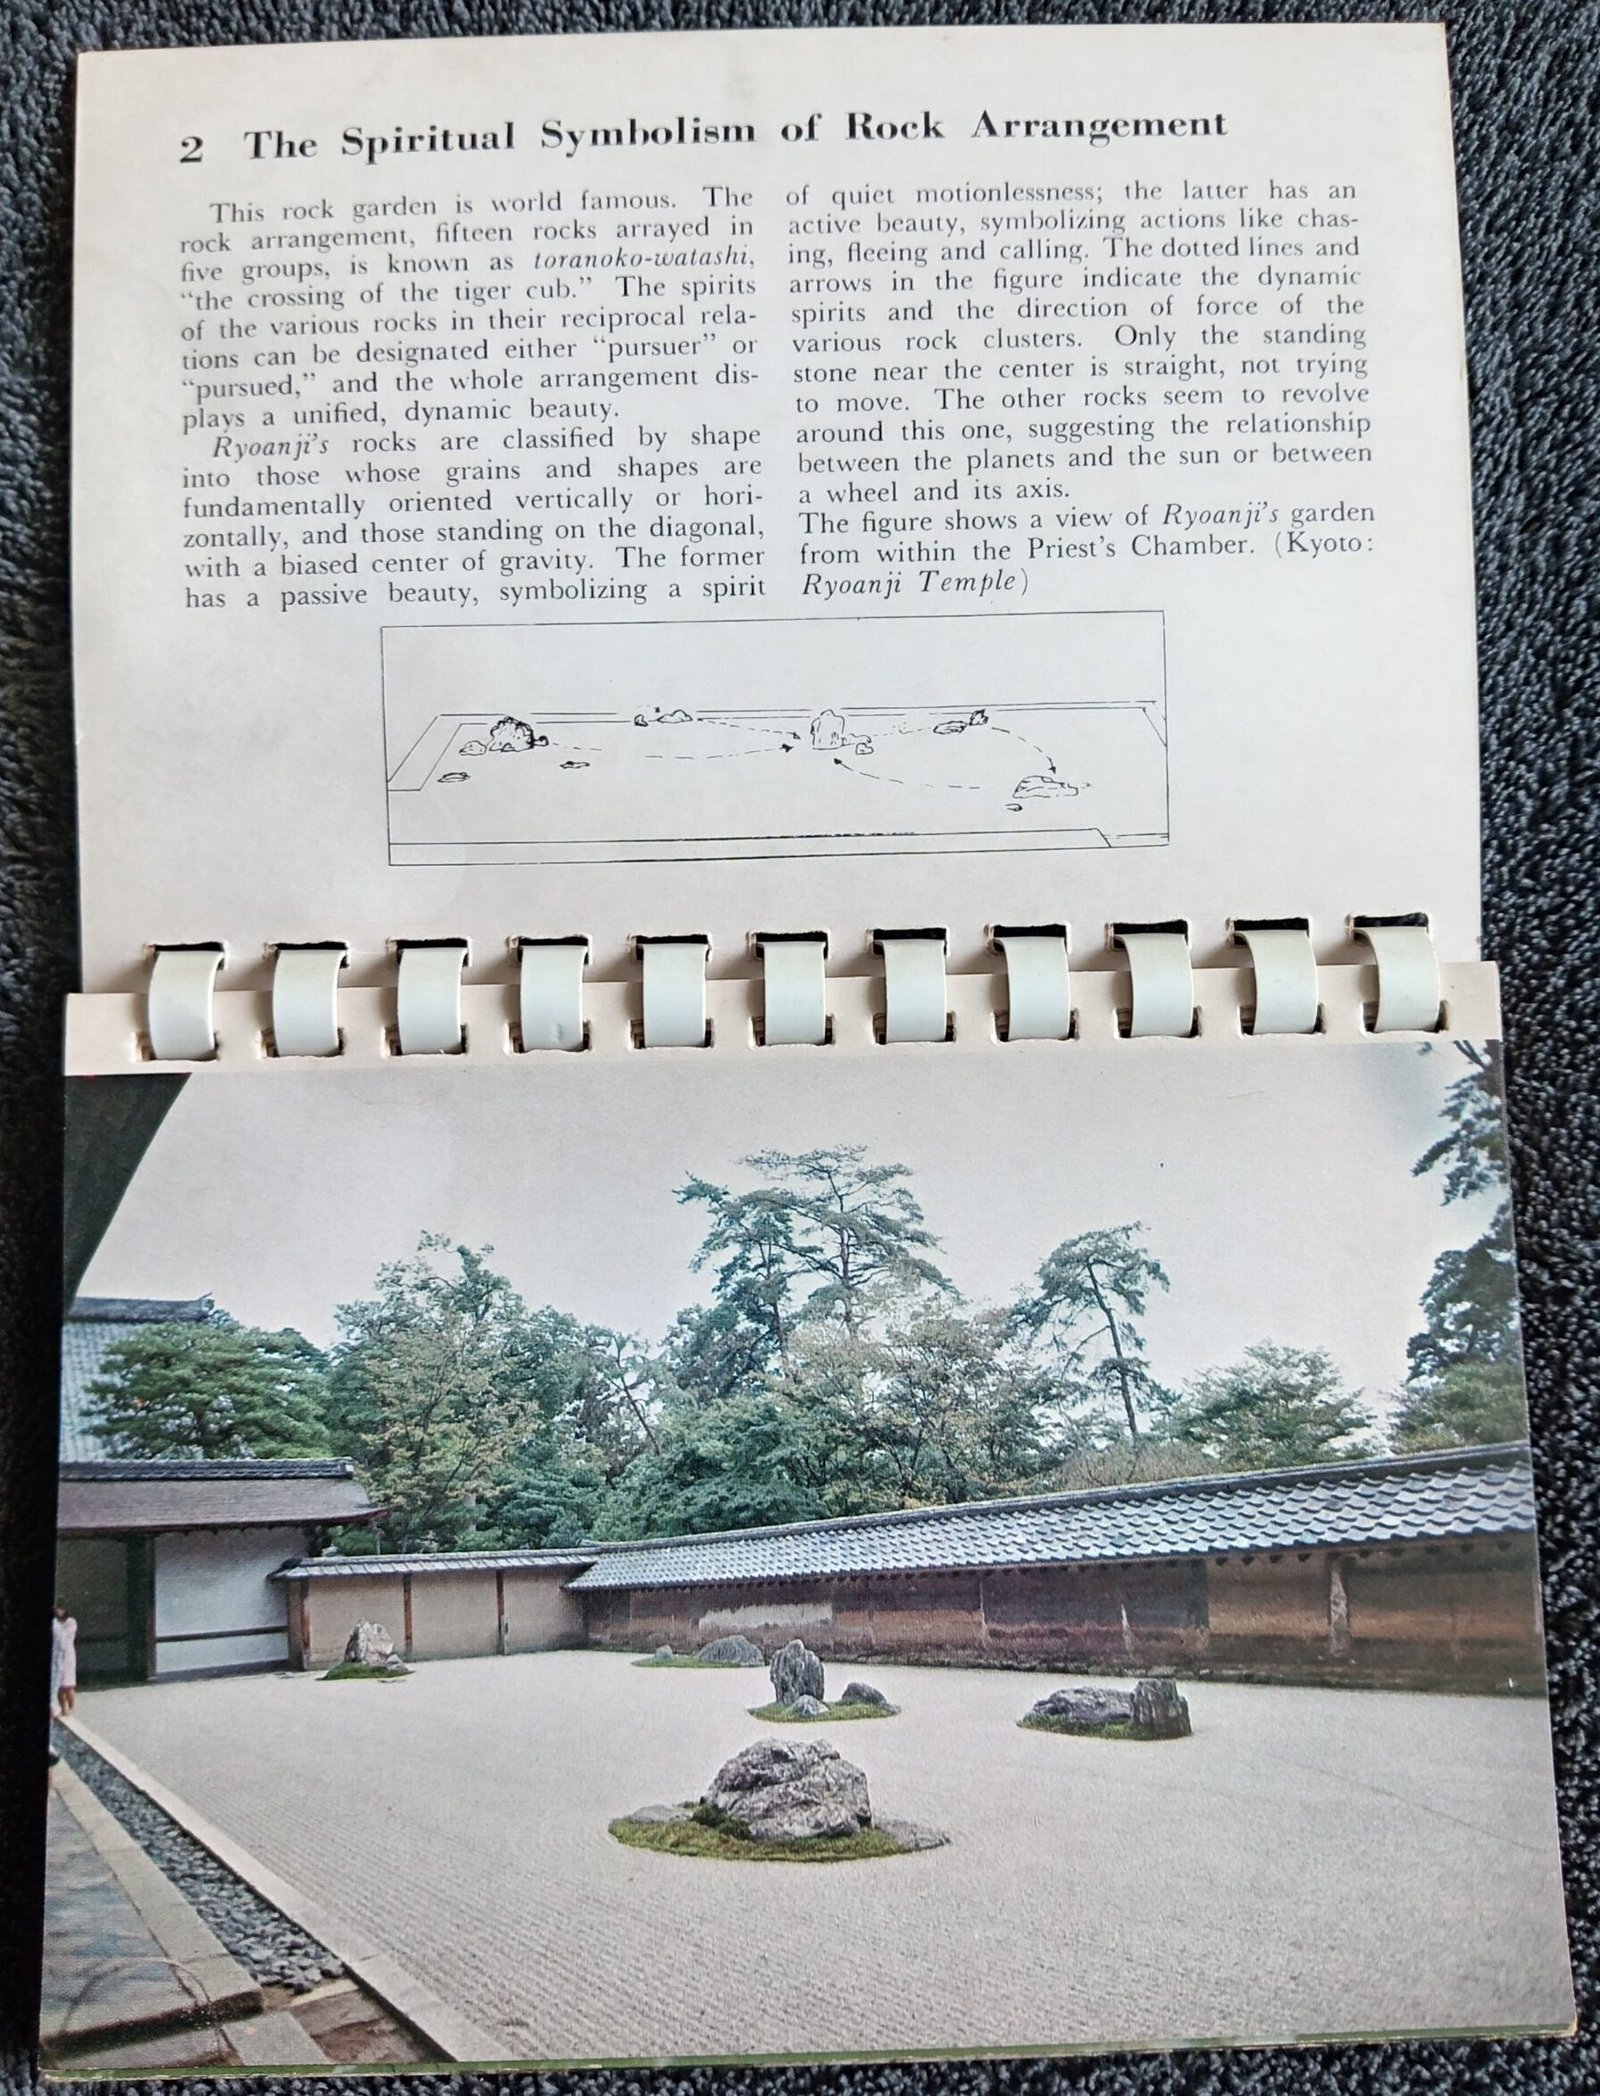 2 The Spiritual Symbolism of Rock Arrangement
This rock garden is world famous. The
rock arrangement, fifteen rocks arrayed in
five groups, is known as toranoko-watashi,
“the crossing of the tiger cub.” The spirits
of the various rocks in their reciprocal rela-
tions can be designated either “pursuer” or
“pursued,” and the whole arrangement dis-
plays a unified, dynamic beauty.
Ryoanji’s rocks are classified by shape
into those whose grains and shapes are
fundamentally oriented vertically or hori-
zontally, and those standing on the diagonal,
with a biased center of gravity. The former
has a passive beauty, symbolizing a spirit
of quiet motionlessness; the latter has an
active beauty, symbolizing actions like chas-
ing, fleeing and calling. The dotted lines and
arrows in the figure indicate the dynamic
spirits and the direction of force of the
various rock clusters. Only the standing
stone near the center is straight, not trying
to move. The other rocks seem to revolve
around this one, suggesting the relationship
between the planets and the sun or between
a wheel and its axis.
The figure shows a view of Ryoanji’s garden
from within the Priest’s Chamber. (Kyoto:
Ryoanji Temple)